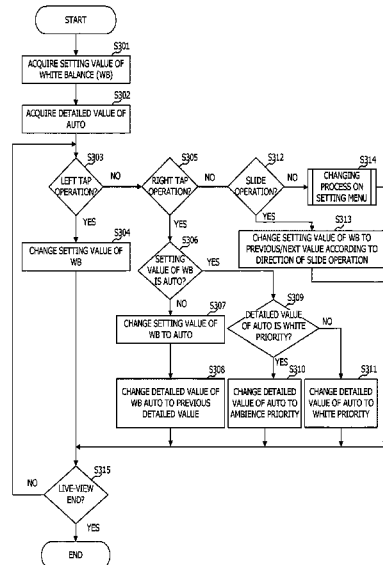 START
S301
ACQUIRE SETTING VALUE OF
WHITE BALANCE (WB)
S302
ACQUIRE DETAILED VALUE OF
AUTO
S303
LEFT TAP
OPERATION?
NO
YES
S304
CHANGE SETTING VALUE OF
WB
S305
RIGHT TAP
OPERATION?
NO
YES
S312
SLIDE
OPERATION?
NO
YES
S314
CHANGING
PROCESS ON
SETTING MENU
S313
CHANGE SETTING VALUE OF WB TO
PREVIOUS/NEXT VALUE ACCORDING TO
DIRECTION OF SLIDE OPERATION
S306
SETTING
VALUE OF WB
IS AUTO?
YES
NO
S307
CHANGE SETTING VALUE OF
WB TO AUTO
S308
CHANGE DETAILED VALUE OF
WB AUTO TO PREVIOUS
DETAILED VALUE
S309
DETAILED VALUE
OF AUTO IS WHITE
PRIORITY?
NO
YES
S310
CHANGE DETAILED
VALUE OF AUTO TO
AMBIENCE PRIORITY
S311
CHANGE DETAILED
VALUE OF AUTO TO
WHITE PRIORITY
S315
LIVE-VIEW
END?
NO
YES
END